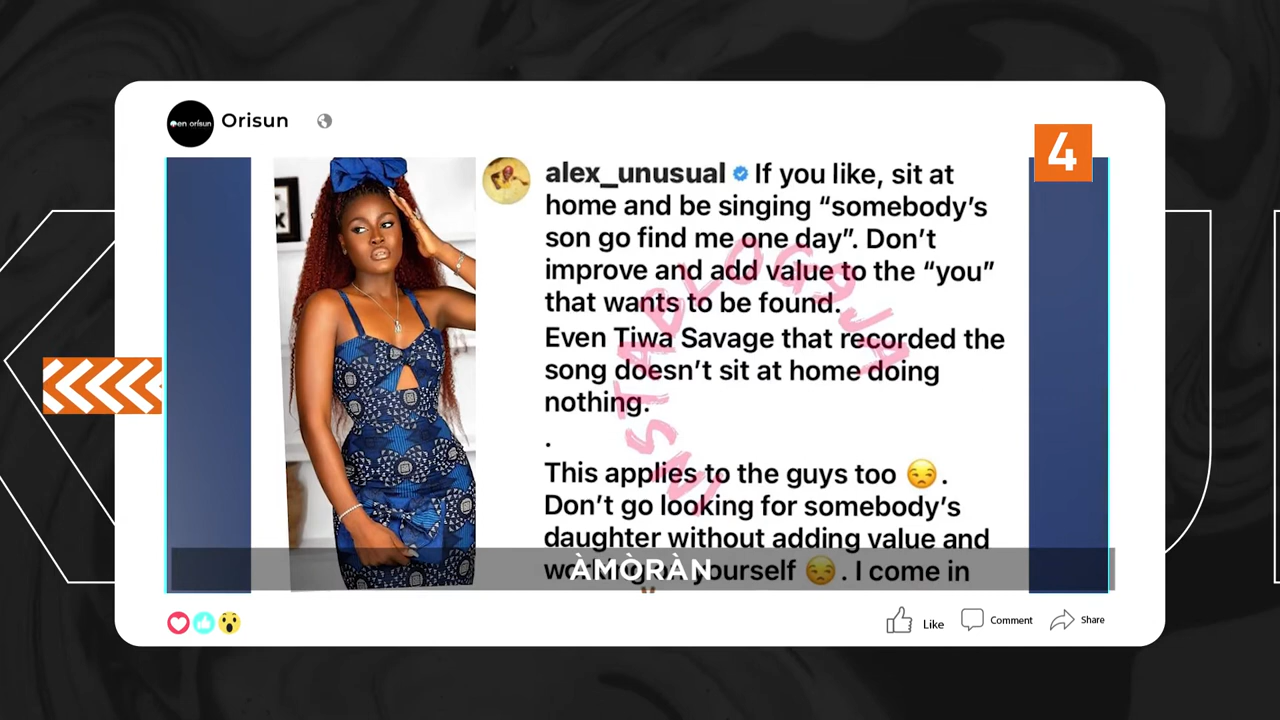 en orísun
Orisun
4
alex_unusual If you like, sit at
home and be singing “somebody’s
son go find me one day”. Don’t
improve and add value to the “you”
that wants to be found.
Even Tiwa Savage that recorded the
song doesn’t sit at home doing
nothing.
.
This applies to the guys too 😒.
Don’t go looking for somebody’s
daughter without adding value and
yourself 😒. I come in
INSTABLOG9JA
ÀMÒRÀN
Like
Comment
Share